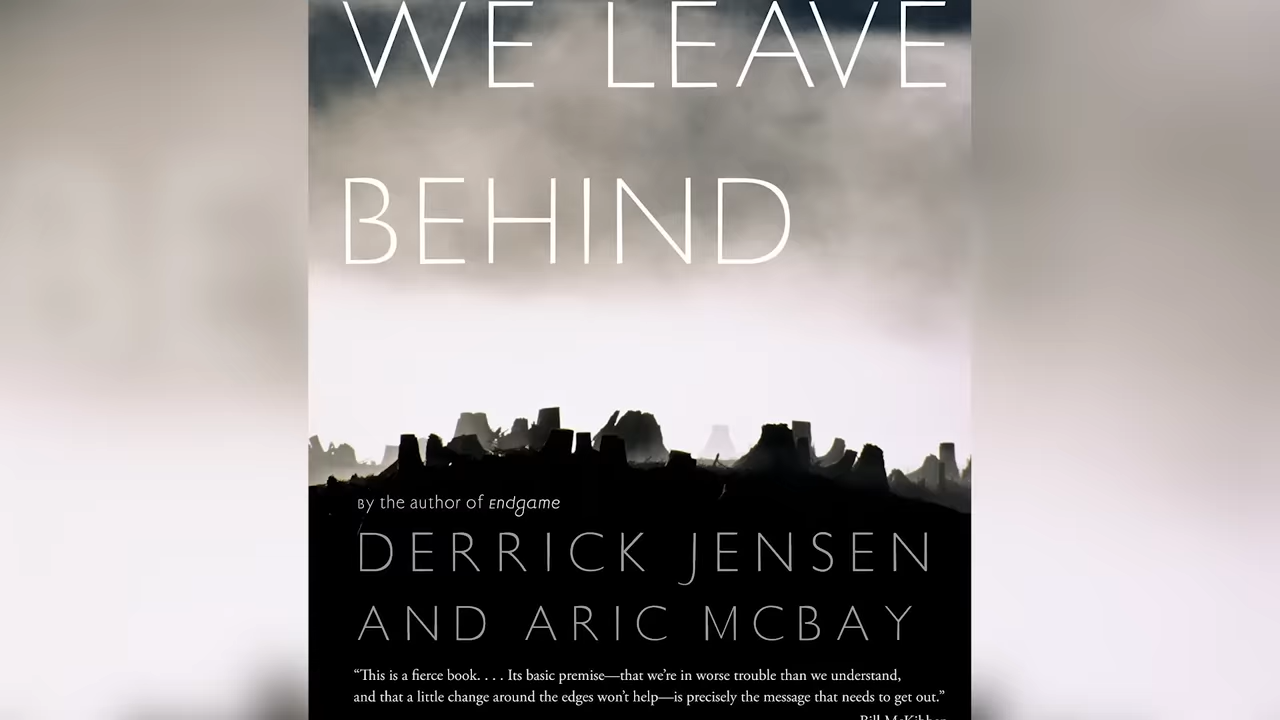 WE LEAVE
BEHIND
By the author of Endgame
DERRICK JENSEN
AND ARIC MCBAY
“This is a fierce book. . . . Its basic premise—that we’re in worse trouble than we understand,
and that a little change around the edges won’t help—is precisely the message that needs to get out.”
Bill McKibben